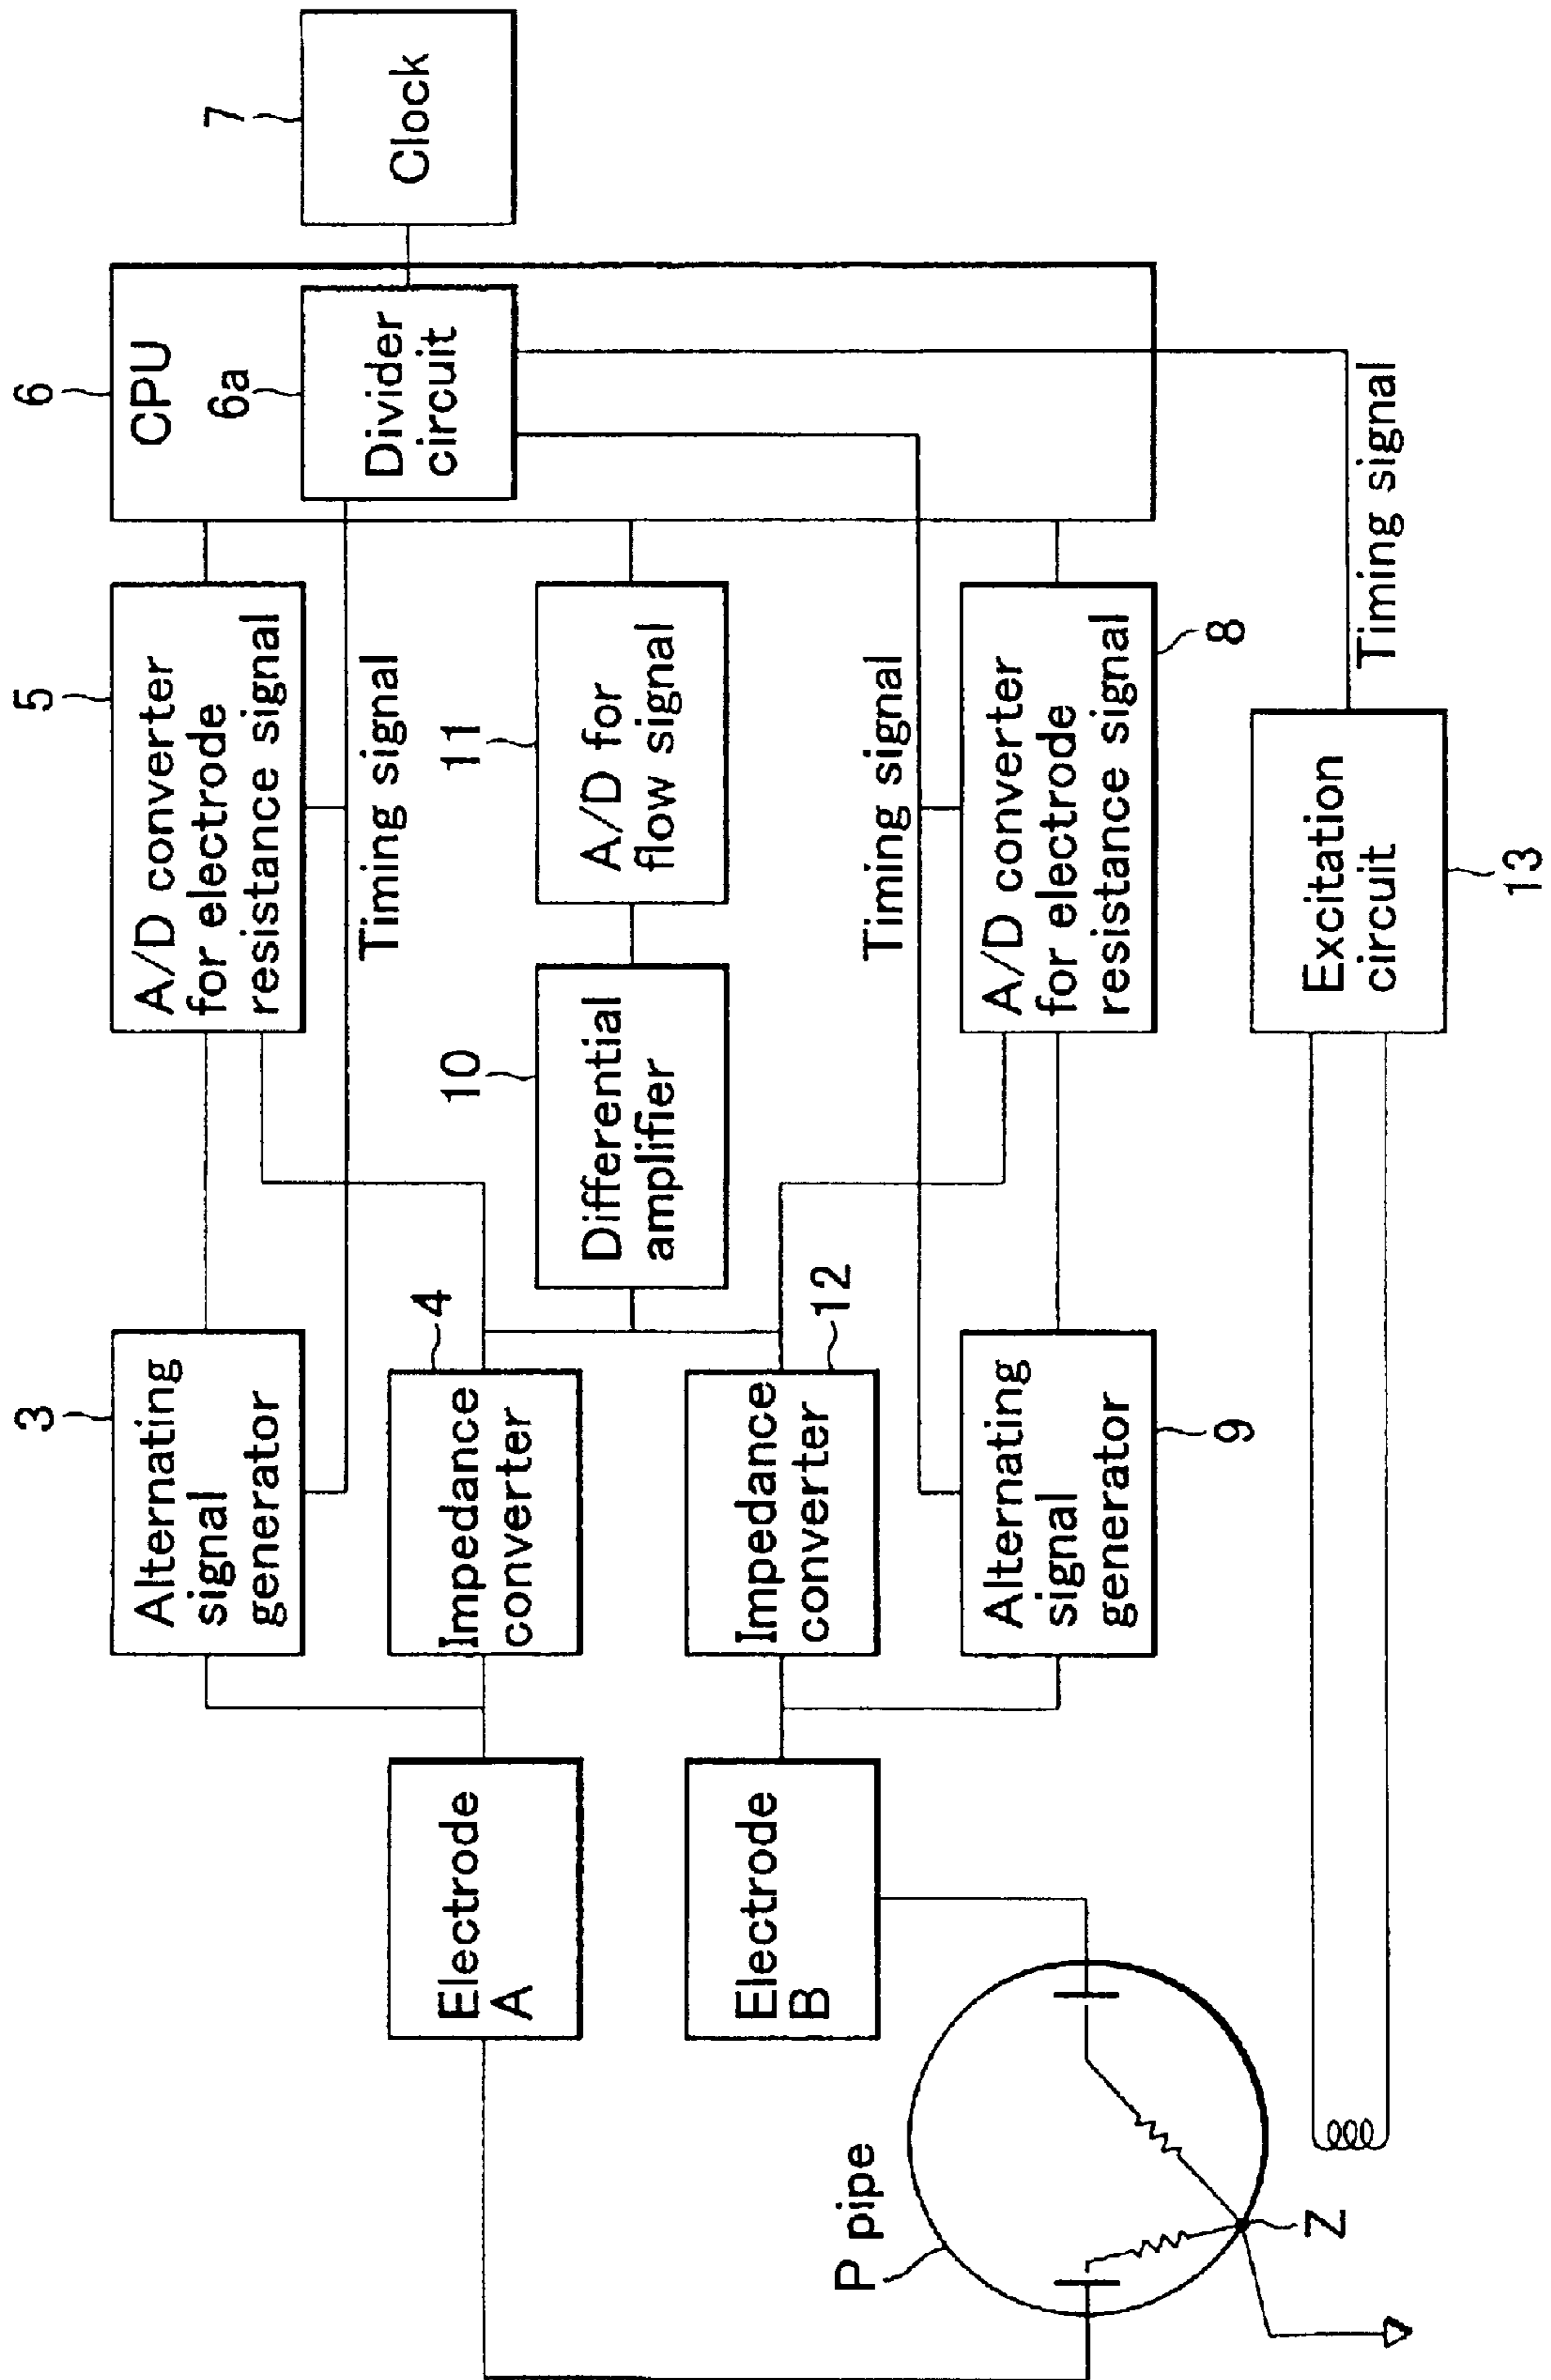 3
Alternating
signal
generator
5
A/D converter
for electrode
resistance signal
6
CPU
6a
Divider
circuit
7
Clock
Timing signal
Electrode
A
4
Impedance
converter
10
Differential
amplifier
11
A/D for
flow signal
Electrode
B
12
Impedance
converter
Timing signal
Alternating
signal
generator
9
A/D converter
for electrode
resistance signal
8
P pipe
Z
Excitation
circuit
13
Timing signal